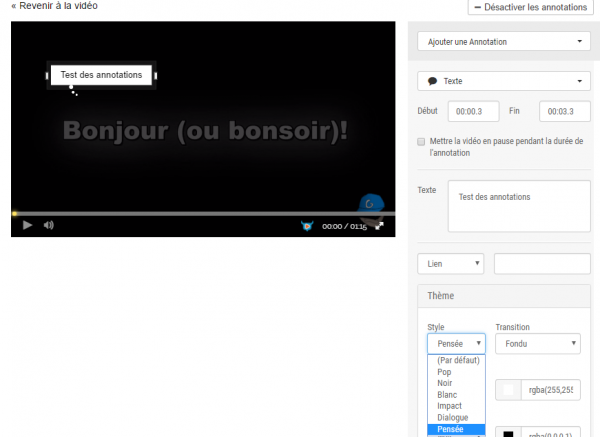 « Revenir à la vidéo
− Désactiver les annotations
Test des annotations
Bonjour (ou bonsoir)!
00:00 / 01:15
Ajouter une Annotation
Texte
Début 00:00.3 Fin 00:03.3
Mettre la vidéo en pause pendant la durée de
l'annotation
Texte
Test des annotations
Lien
Thème
Style Transition
Pensée Fondu
(Par défaut)
Pop
Noir
Blanc
Impact
Dialogue
Pensée
rgba(255,255
rgba(0,0,0,1)